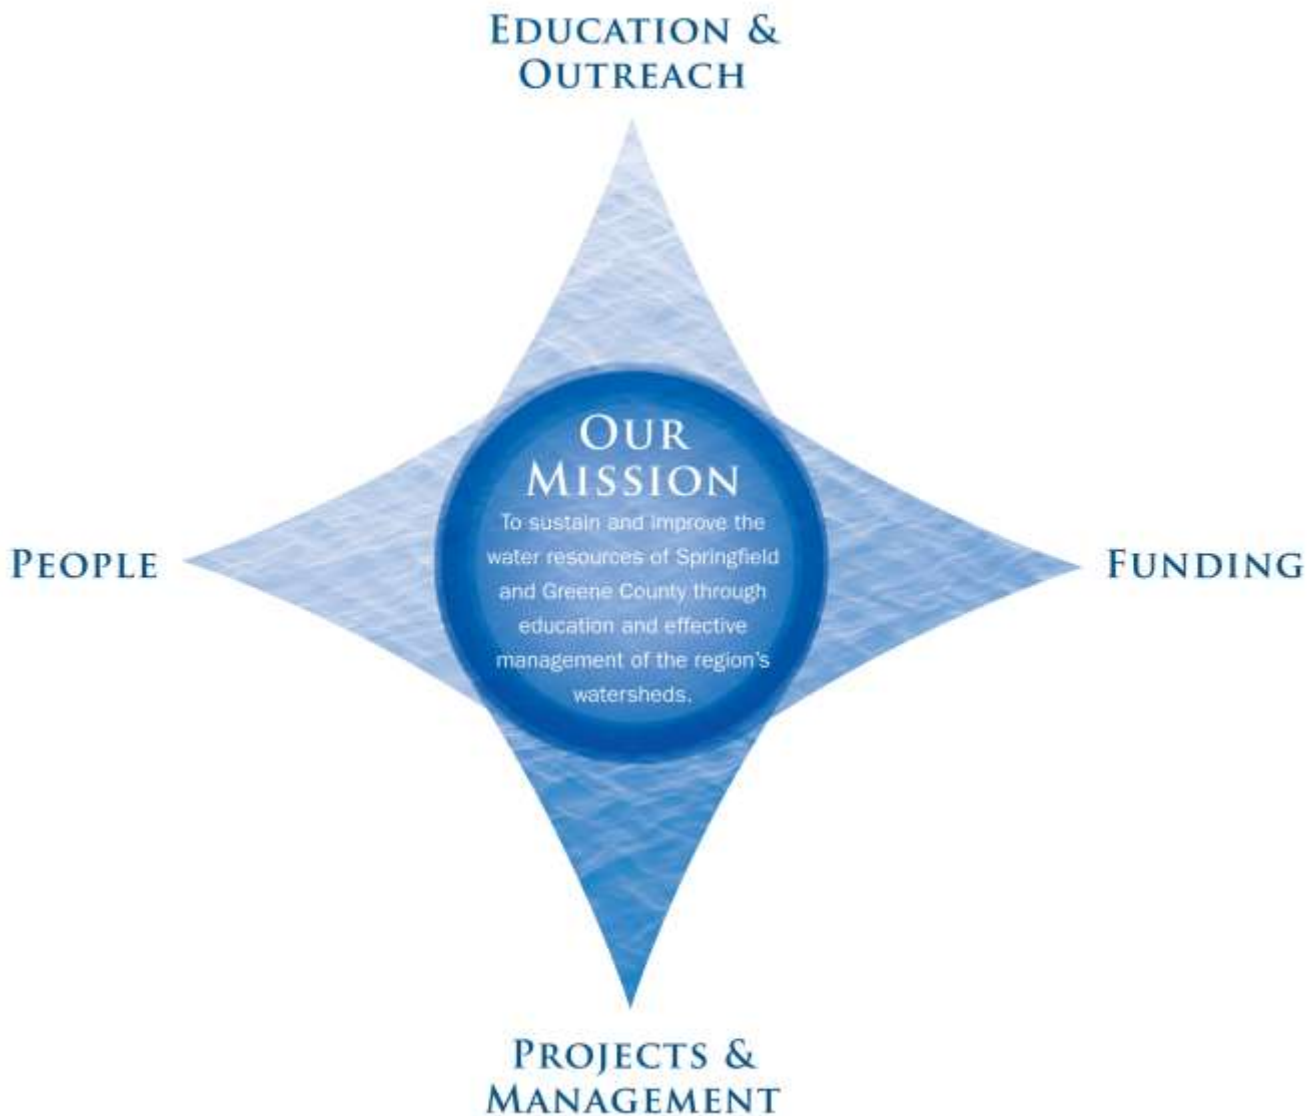 EDUCATION &
OUTREACH
OUR
MISSION
To sustain and improve the
water resources of Springfield
and Greene County through
education and effective
management of the region's
watersheds.
PEOPLE
FUNDING
PROJECTS &
MANAGEMENT